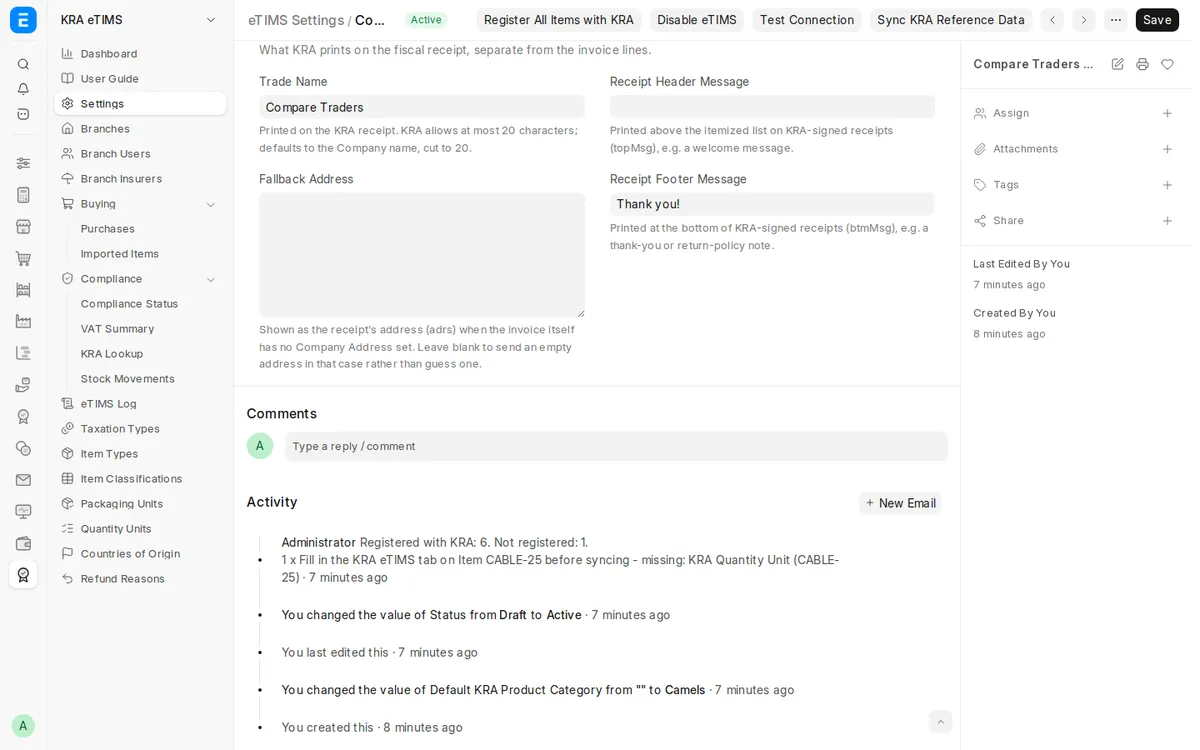 KRA eTIMS
eTIMS Settings / Co...
Active
Register All Items with KRA
Disable eTIMS
Test Connection
Sync KRA Reference Data
Save
Dashboard
User Guide
Settings
Branches
Branch Users
Branch Insurers
Buying
Purchases
Imported Items
Compliance
Compliance Status
VAT Summary
KRA Lookup
Stock Movements
eTIMS Log
Taxation Types
Item Types
Item Classifications
Packaging Units
Quantity Units
Countries of Origin
Refund Reasons
A
What KRA prints on the fiscal receipt, separate from the invoice lines.
Trade Name
Compare Traders
Printed on the KRA receipt. KRA allows at most 20 characters;
defaults to the Company name, cut to 20.
Fallback Address
Shown as the receipt's address (adrs) when the invoice itself
has no Company Address set. Leave blank to send an empty
address in that case rather than guess one.
Receipt Header Message
Printed above the itemized list on KRA-signed receipts
(topMsg), e.g. a welcome message.
Receipt Footer Message
Thank you!
Printed at the bottom of KRA-signed receipts (btmMsg), e.g. a
thank-you or return-policy note.
Comments
A
Type a reply / comment
Activity
+ New Email
Administrator Registered with KRA: 6. Not registered: 1.
1 x Fill in the KRA eTIMS tab on Item CABLE-25 before syncing - missing: KRA Quantity Unit (CABLE-
25) · 7 minutes ago
You changed the value of Status from Draft to Active · 7 minutes ago
You last edited this · 7 minutes ago
You changed the value of Default KRA Product Category from "" to Camels · 7 minutes ago
You created this · 8 minutes ago
Compare Traders ...
Assign
Attachments
Tags
Share
Last Edited By You
7 minutes ago
Created By You
8 minutes ago